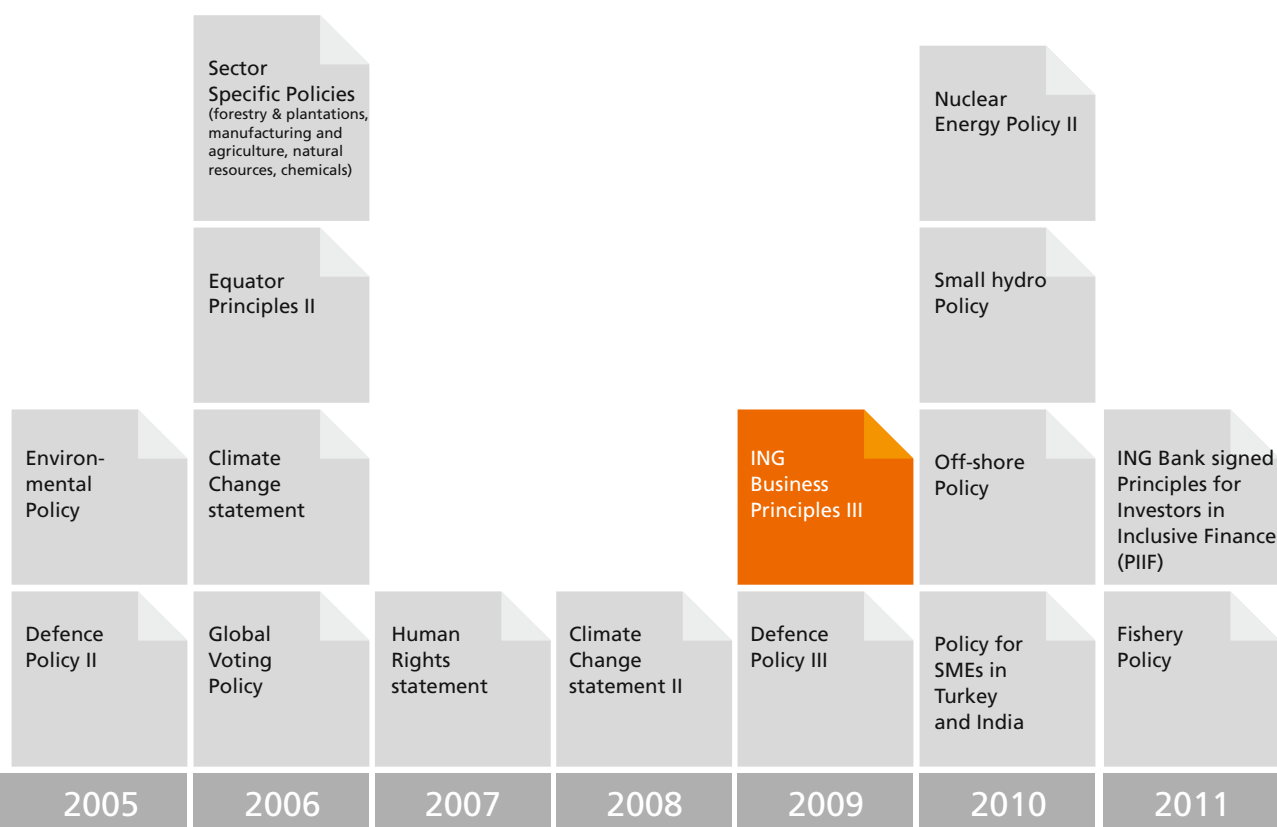 Sector
Specific Policies
(forestry & plantations,
manufacturing and
agriculture, natural
resources, chemicals)
Nuclear
Energy Policy II
Equator
Principles II
Small hydro
Policy
Environ-
mental
Policy
Climate
Change
statement
ING
Business
Principles III
Off-shore
Policy
ING Bank signed
Principles for
Investors in
Inclusive Finance
(PIIF)
Defence
Policy II
Global
Voting
Policy
Human
Rights
statement
Climate
Change
statement II
Defence
Policy III
Policy for
SMEs in
Turkey
and India
Fishery
Policy
2005
2006
2007
2008
2009
2010
2011